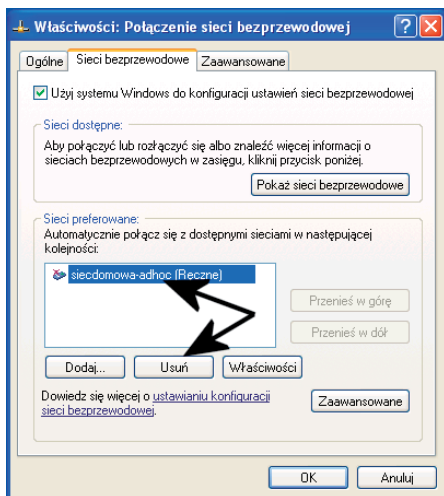 Właściwości: Połączenie sieci bezprzewodowej
Ogólne Sieci bezprzewodowe Zaawansowane
Użyj systemu Windows do konfiguracji ustawień sieci bezprzewodowej
Sieci dostępne:
Aby połączyć lub rozłączyć się albo znaleźć więcej informacji o
sieciach bezprzewodowych w zasięgu, kliknij przycisk poniżej.
Pokaż sieci bezprzewodowe
Sieci preferowane:
Automatycznie połącz się z dostępnymi sieciami w następującej
kolejności:
siecdomowa-adhoc (Ręczne)
Przenieś w górę
Przenieś w dół
Dodaj... Usuń Właściwości
Dowiedz się więcej o ustawianiu konfiguracji
sieci bezprzewodowej.
Zaawansowane
OK Anuluj